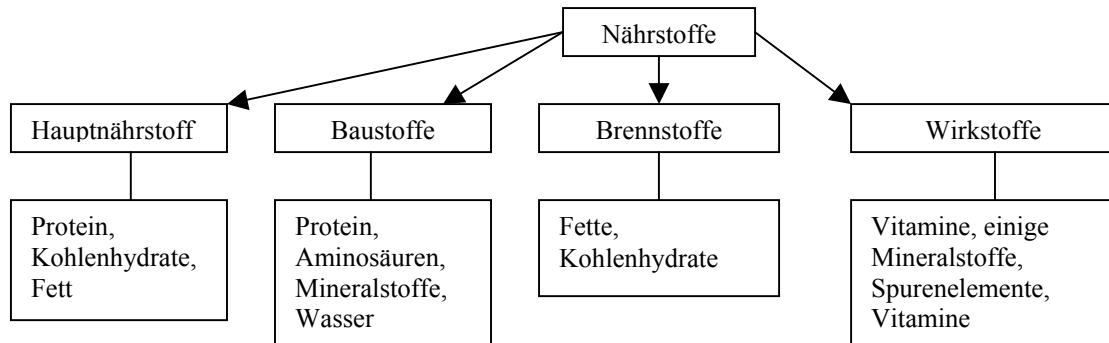 Nährstoffe
Hauptnährstoff
Baustoffe
Brennstoffe
Wirkstoffe
Protein,
Kohlenhydrate,
Fett
Protein,
Aminosäuren,
Mineralstoffe,
Wasser
Fette,
Kohlenhydrate
Vitamine, einige
Mineralstoffe,
Spurenelemente,
Vitamine